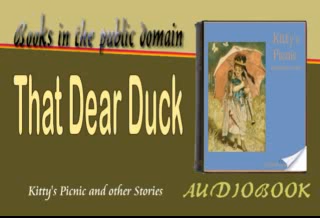 Books in the public domain
That Dear Duck
Kitty's
Picnic
Kitty's Picnic and other Stories
AUDIOBOOK